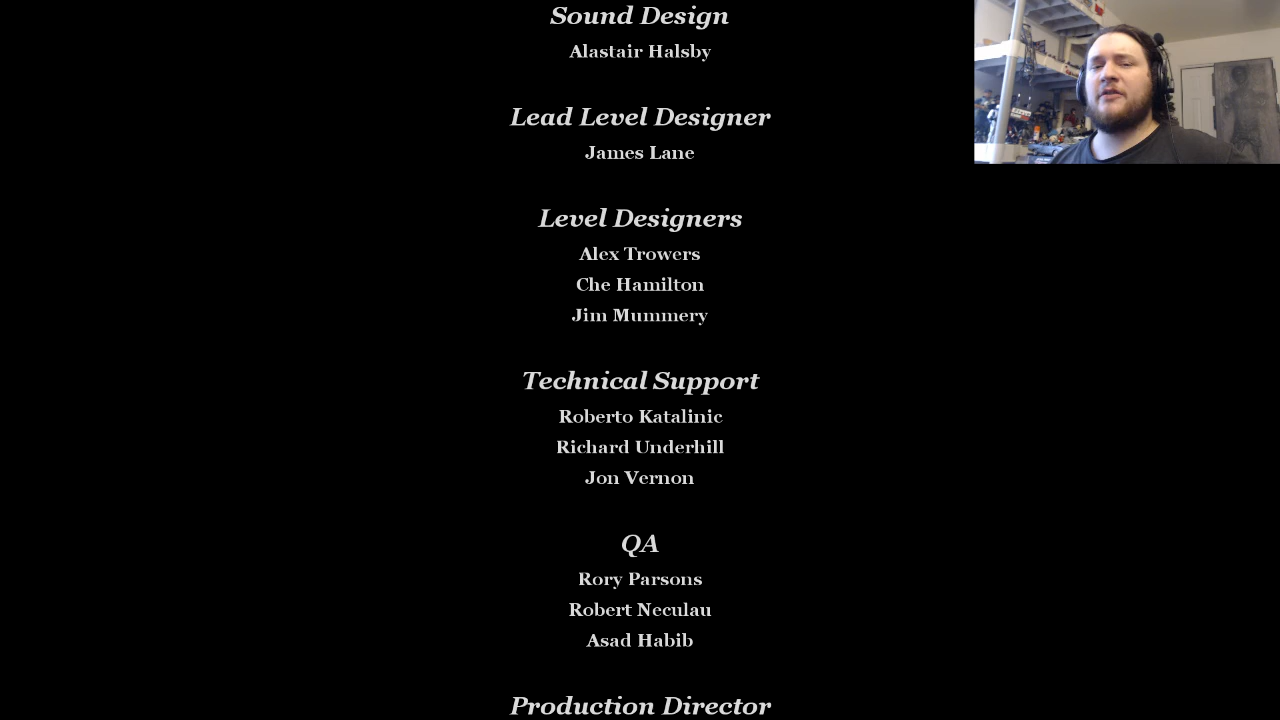 Sound Design
Alastair Halsby
Lead Level Designer
James Lane
Level Designers
Alex Trowers
Che Hamilton
Jim Mummery
Technical Support
Roberto Katalinic
Richard Underhill
Jon Vernon
QA
Rory Parsons
Robert Neculau
Asad Habib
Production Director